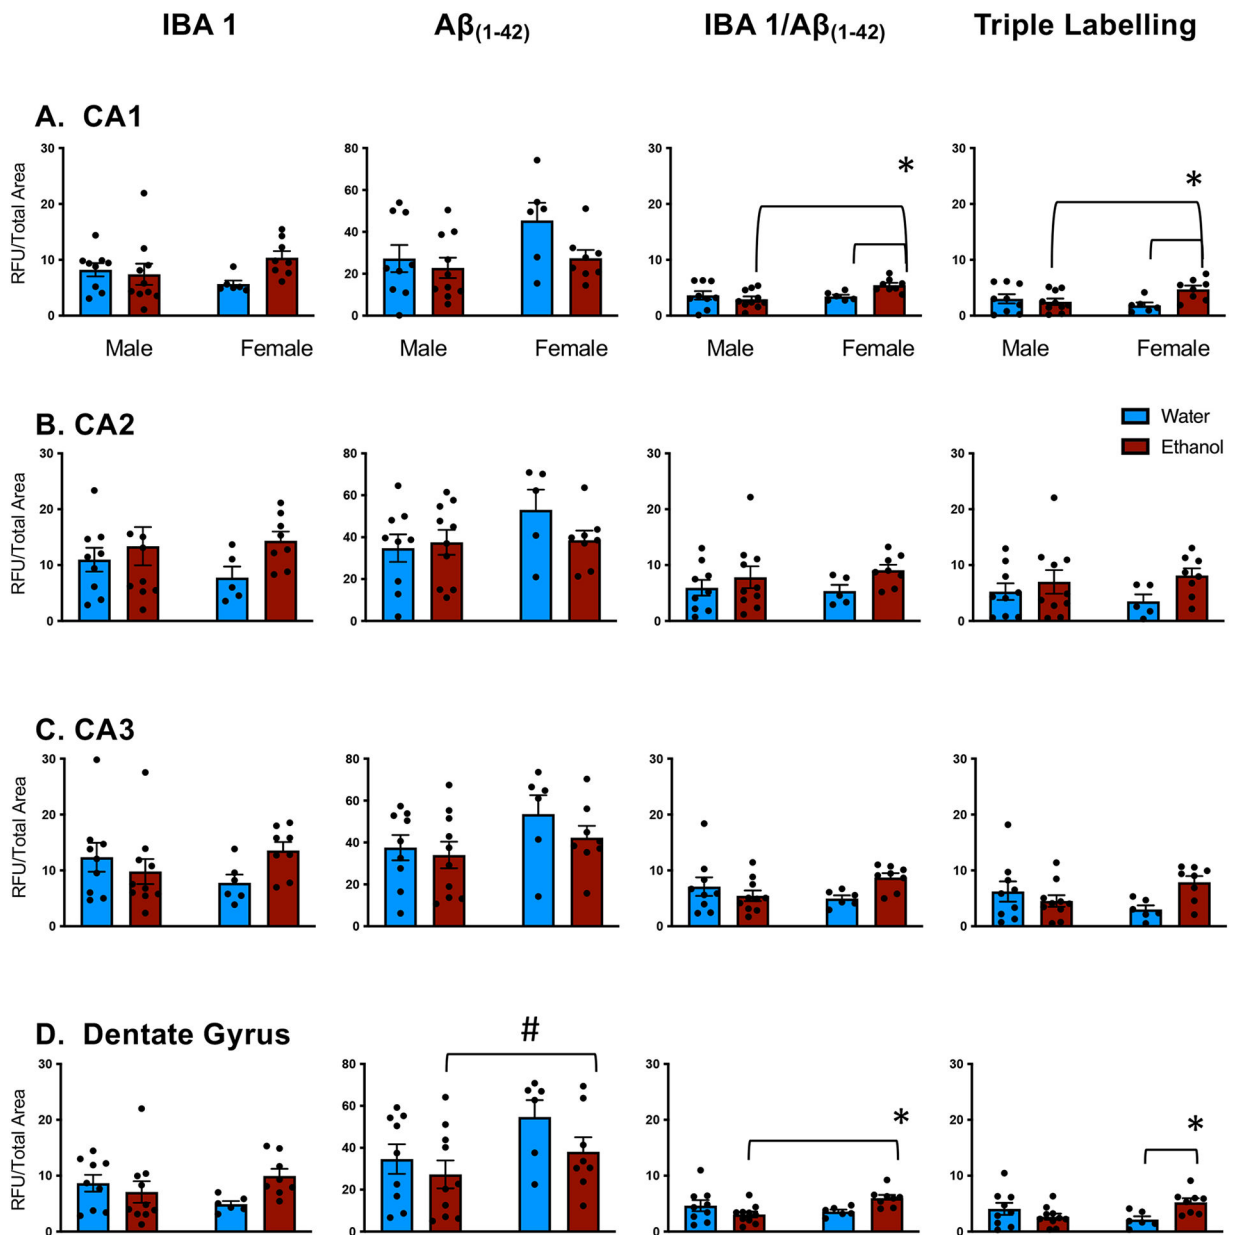 IBA 1 Aβ(1-42) IBA 1/Aβ(1-42) Triple Labelling
A. CA1
RFU/Total Area
30 20 10 0
80 60 40 20 0
30 20 10 0
30 20 10 0
* *
Male Female Male Female Male Female Male Female
B. CA2
Water
Ethanol
30 20 10 0
80 60 40 20 0
30 20 10 0
30 20 10 0
C. CA3
RFU/Total Area
30 20 10 0
80 60 40 20 0
30 20 10 0
30 20 10 0
D. Dentate Gyrus
#
RFU/Total Area
30 20 10 0
80 60 40 20 0
30 20 10 0
30 20 10 0
* *